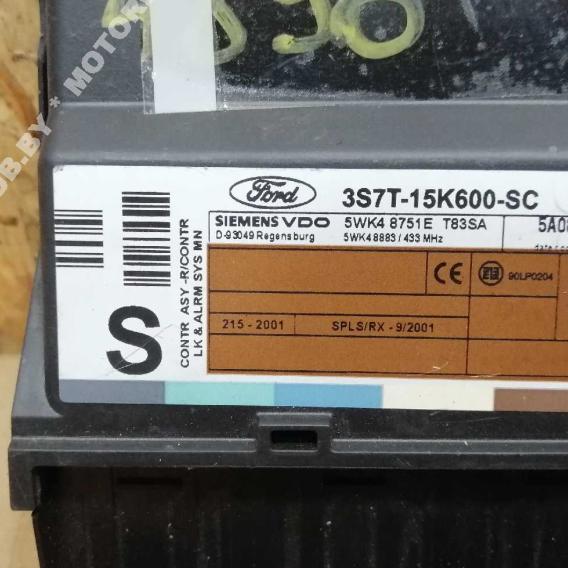 Ford
3S7T-15K600-SC
SIEMENS VDO
5WK4 8751E T83SA
D-93049 Regensburg
5WK4 8883 / 433 MHz
CE
90LP0204
215 - 2001
SPLS/RX - 9/2001
S
CONTR ASY -R/CONTR
LK & ALRM SYS MN